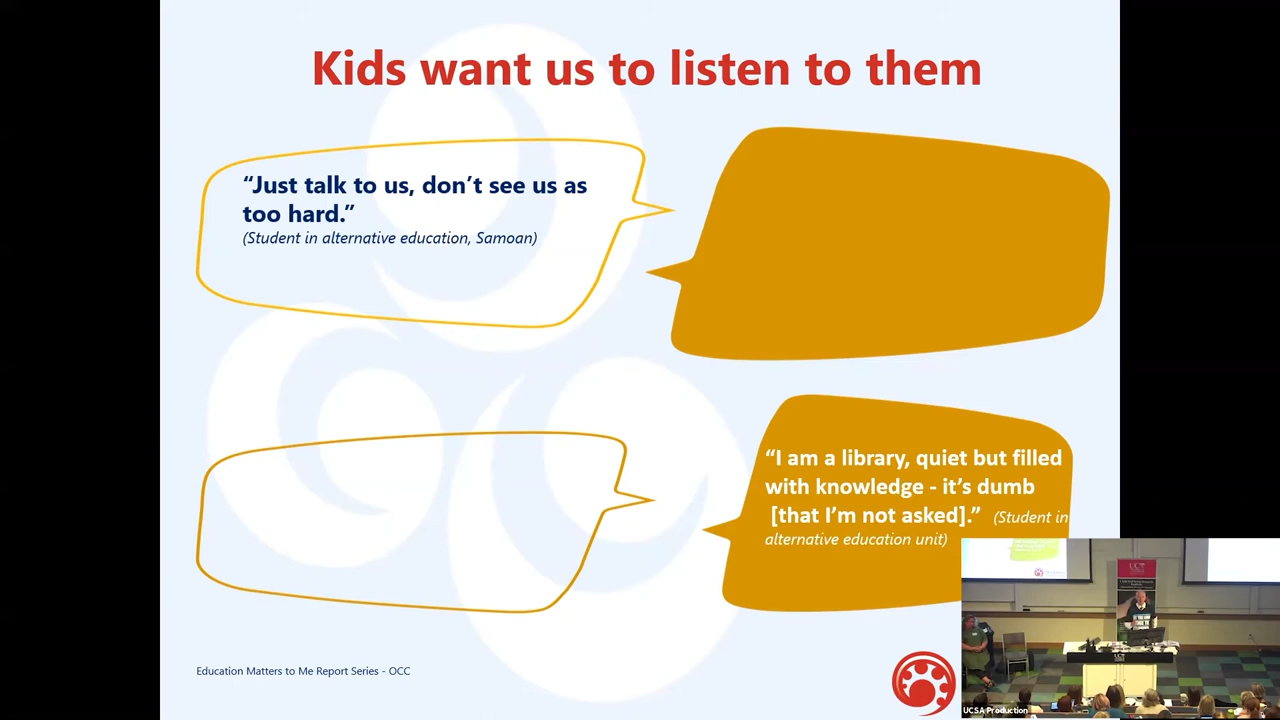 Kids want us to listen to them
“Just talk to us, don’t see us as
too hard.”
(Student in alternative education, Samoan)
“I am a library, quiet but filled
with knowledge - it’s dumb
[that I’m not asked].” (Student in
alternative education unit)
Education Matters to Me Report Series - OCC
UC
UCSA Production